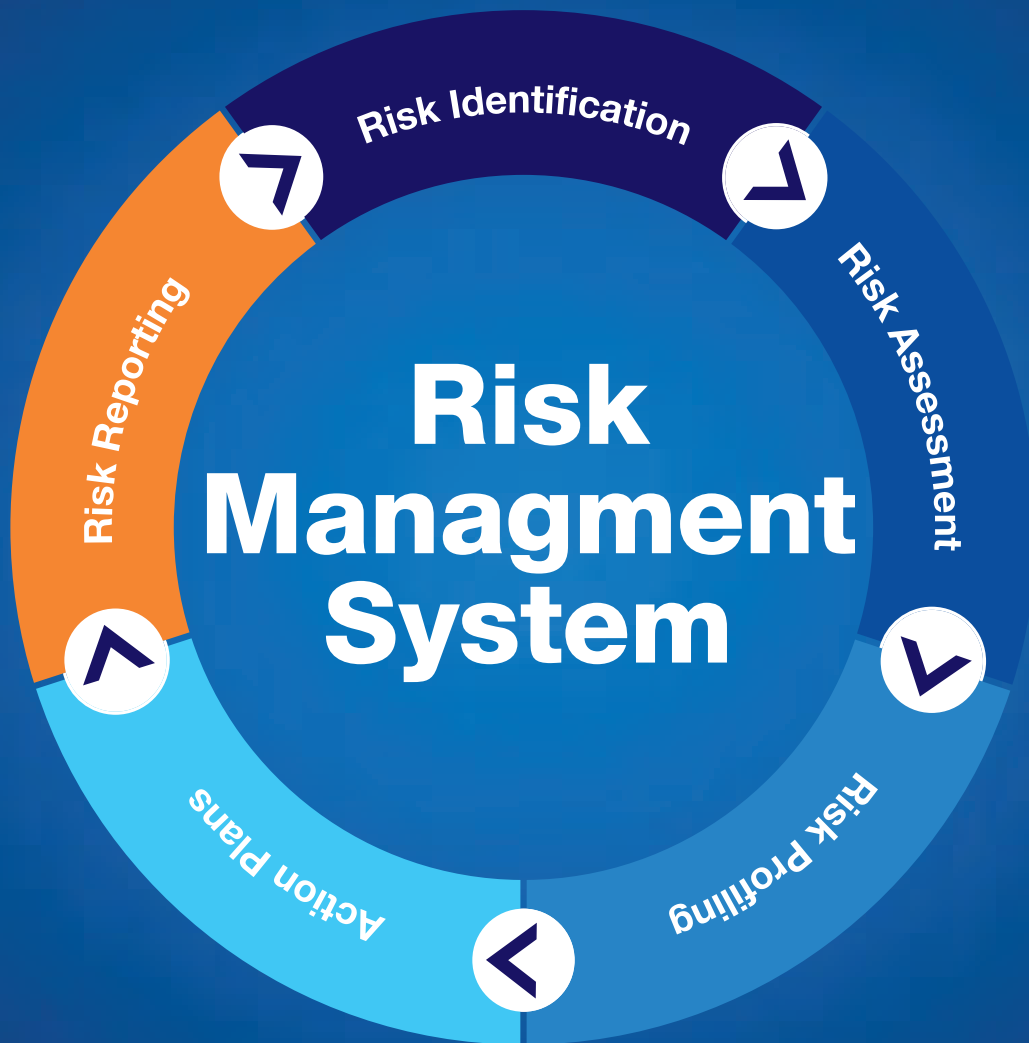 Risk Identification
Risk Assessment
Risk Profiling
Action Plans
Risk Reporting
Risk
Managment
System